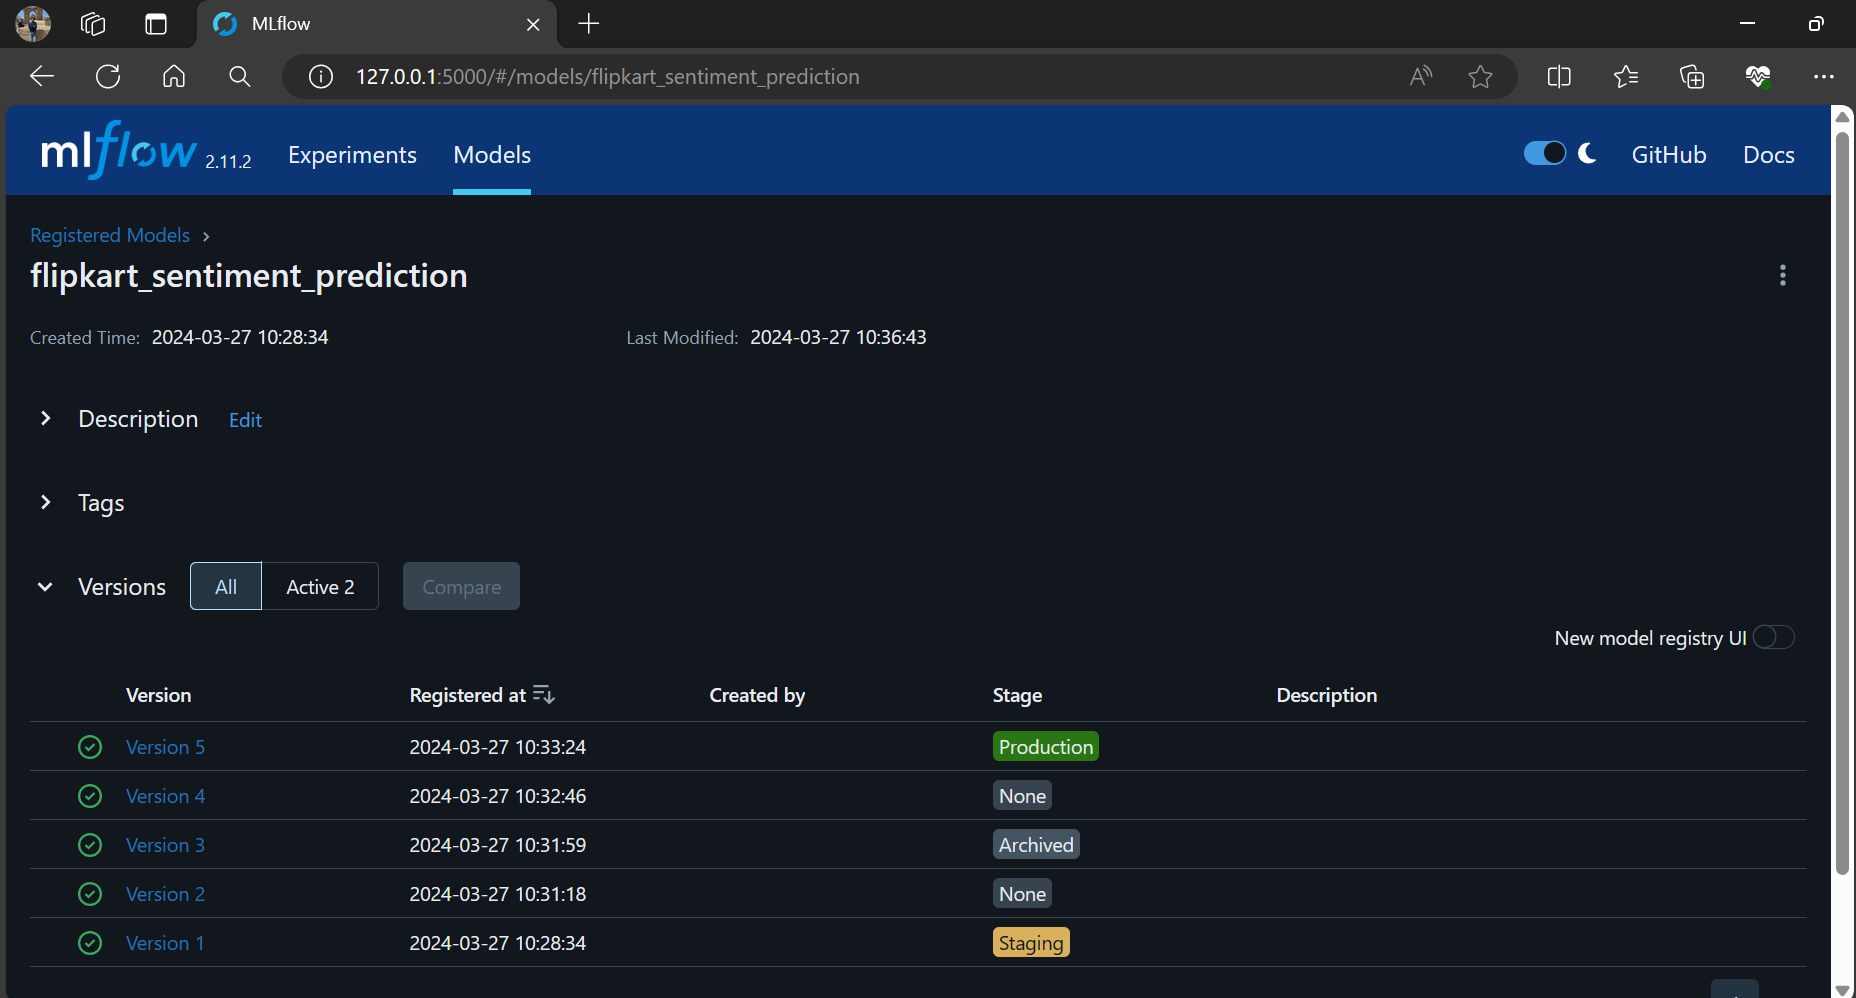 MLflow
127.0.0.1:5000/#/models/flipkart_sentiment_prediction
mlflow 2.11.2 Experiments Models GitHub Docs
Registered Models
flipkart_sentiment_prediction
Created Time: 2024-03-27 10:28:34 Last Modified: 2024-03-27 10:36:43
Description Edit
Tags
Versions All Active 2 Compare
New model registry UI
Version Registered at Created by Stage Description
Version 5 2024-03-27 10:33:24 Production
Version 4 2024-03-27 10:32:46 None
Version 3 2024-03-27 10:31:59 Archived
Version 2 2024-03-27 10:31:18 None
Version 1 2024-03-27 10:28:34 Staging